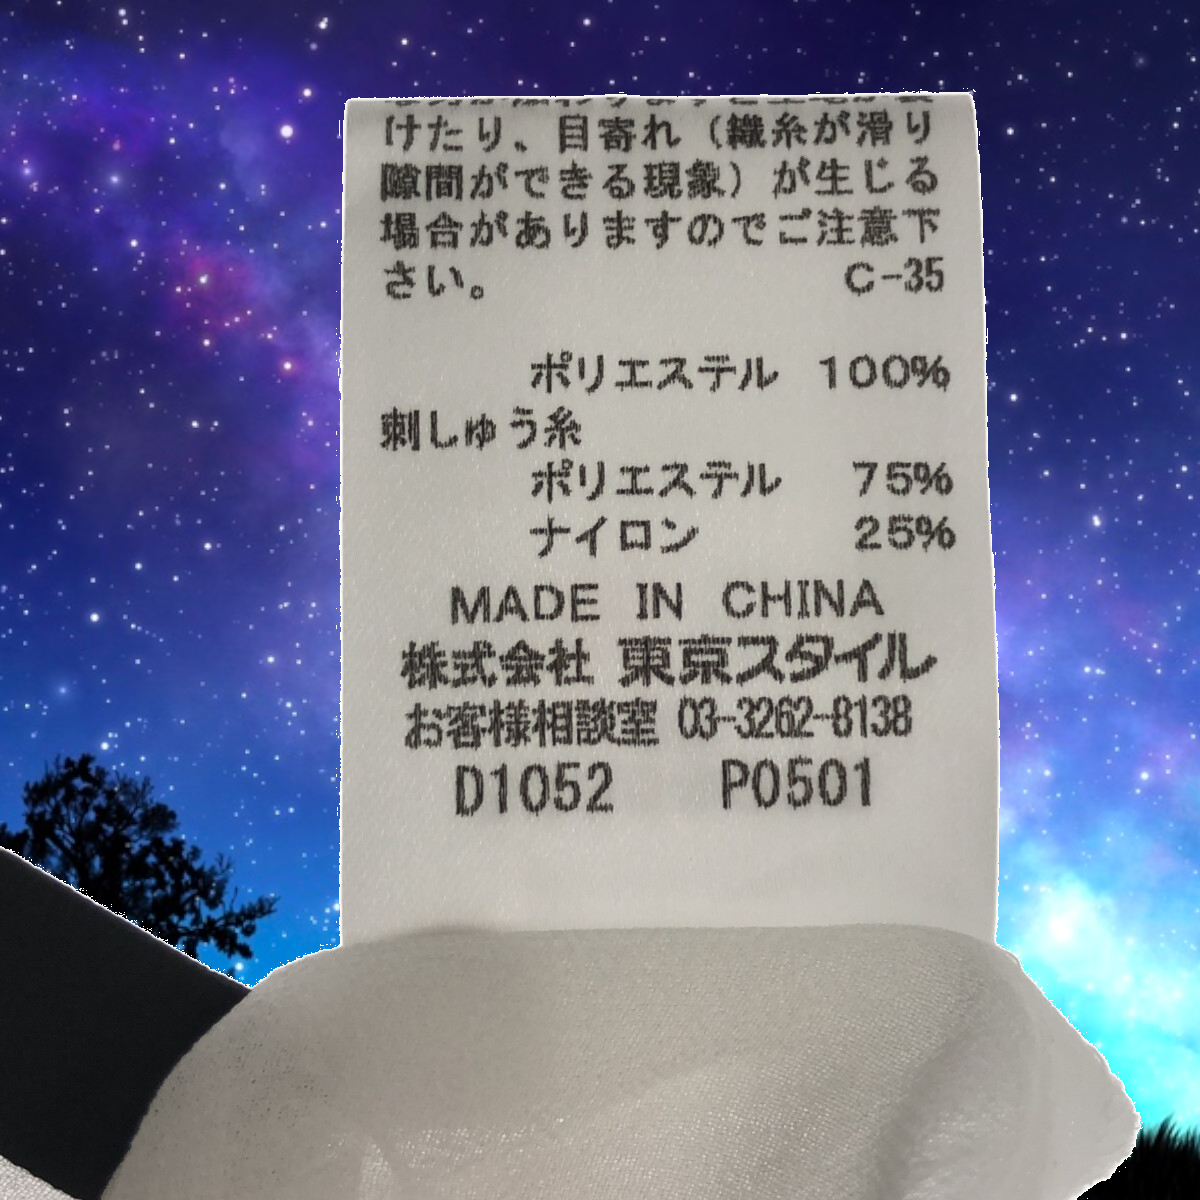 けたり、目寄れ（織糸が滑り
隙間ができる現象）が生じる
場合がありますのでご注意下
さい。 C-35
ポリエステル 100%
刺しゅう糸
ポリエステル 75%
ナイロン 25%
MADE IN CHINA
株式会社 東京スタイル
お客様相談室 03-3262-8138
D1052 P0501